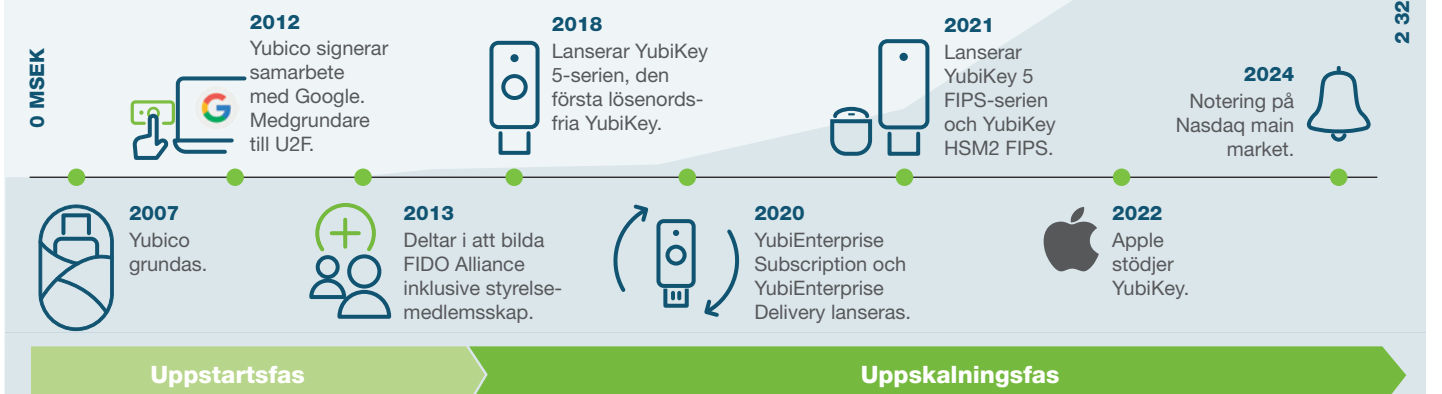 0 MSEK
2012
Yubico signerar
samarbete
med Google.
Medgrundare
till U2F.
2018
Lanserar YubiKey
5-serien, den
första lösenords-
fria YubiKey.
2021
Lanserar
YubiKey 5
FIPS-serien
och YubiKey
HSM2 FIPS.
2024
Notering på
Nasdaq main
market.
2 32
2007
Yubico
grundas.
2013
Deltar i att bilda
FIDO Alliance
inklusive styrelse-
medlemsskap.
2020
YubiEnterprise
Subscription och
YubiEnterprise
Delivery lanseras.
2022
Apple
stödjer
YubiKey.
Uppstartsfas
Uppskalningsfas